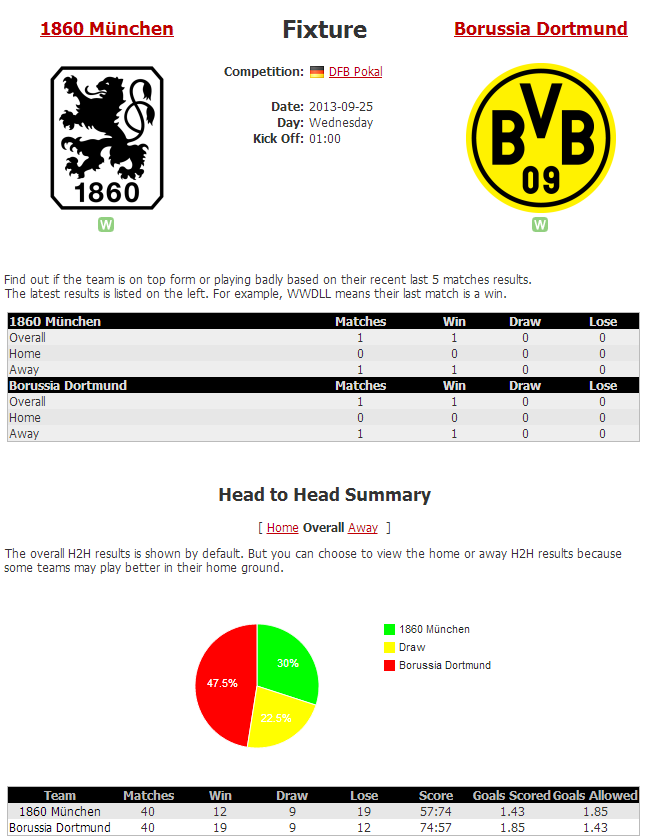 1860 München Fixture Borussia Dortmund
Competition: DFB Pokal
Date: 2013-09-25
Day: Wednesday
Kick Off: 01:00
1860
BVB
09
W W
Find out if the team is on top form or playing badly based on their recent last 5 matches results.
The latest results is listed on the left. For example, WWDLL means their last match is a win.
1860 München Matches Win Draw Lose
Overall 1 1 0 0
Home 0 0 0 0
Away 1 1 0 0
Borussia Dortmund Matches Win Draw Lose
Overall 1 1 0 0
Home 0 0 0 0
Away 1 1 0 0
Head to Head Summary
[ Home Overall Away ]
The overall H2H results is shown by default. But you can choose to view the home or away H2H results because
some teams may play better in their home ground.
1860 München
Draw
Borussia Dortmund
30%
47.5%
22.5%
Team Matches Win Draw Lose Score Goals Scored Goals Allowed
1860 München 40 12 9 19 57:74 1.43 1.85
Borussia Dortmund 40 19 9 12 74:57 1.85 1.43